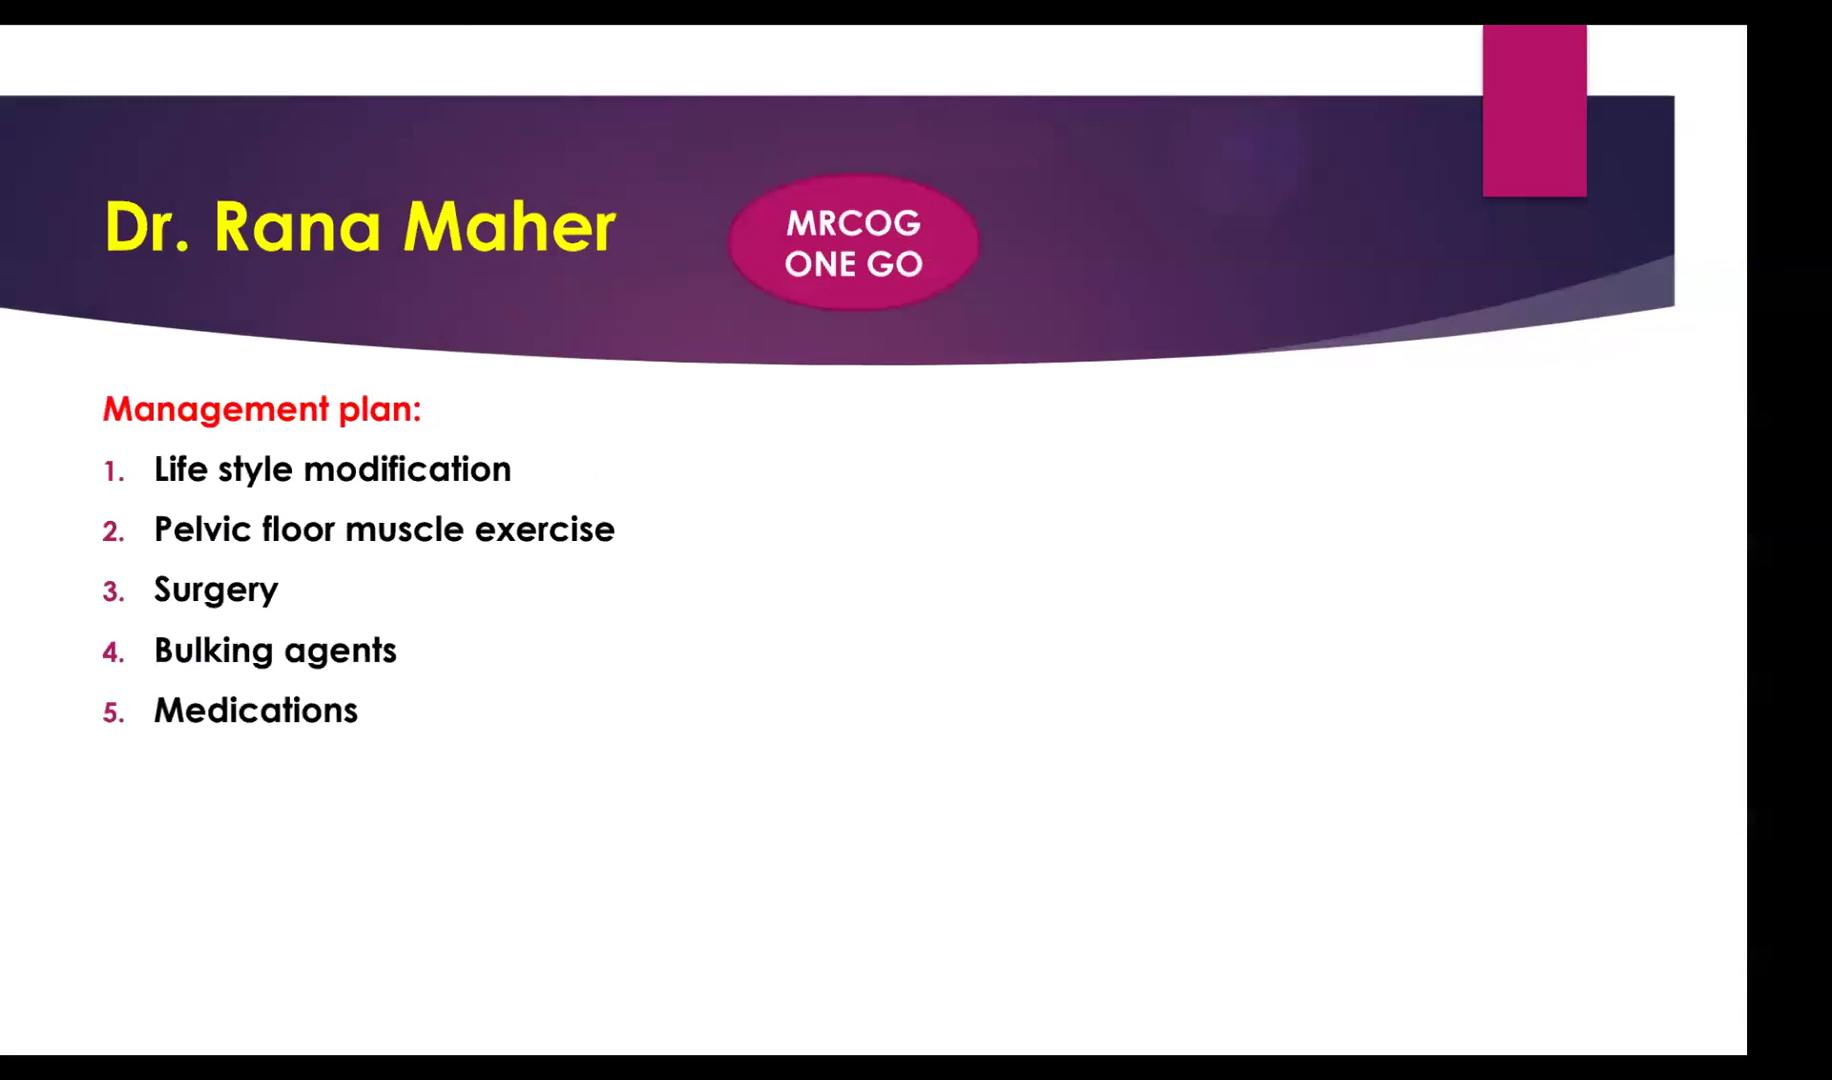 Dr. Rana Maher
MRCOG
ONE GO
Management plan:
1. Life style modification
2. Pelvic floor muscle exercise
3. Surgery
4. Bulking agents
5. Medications